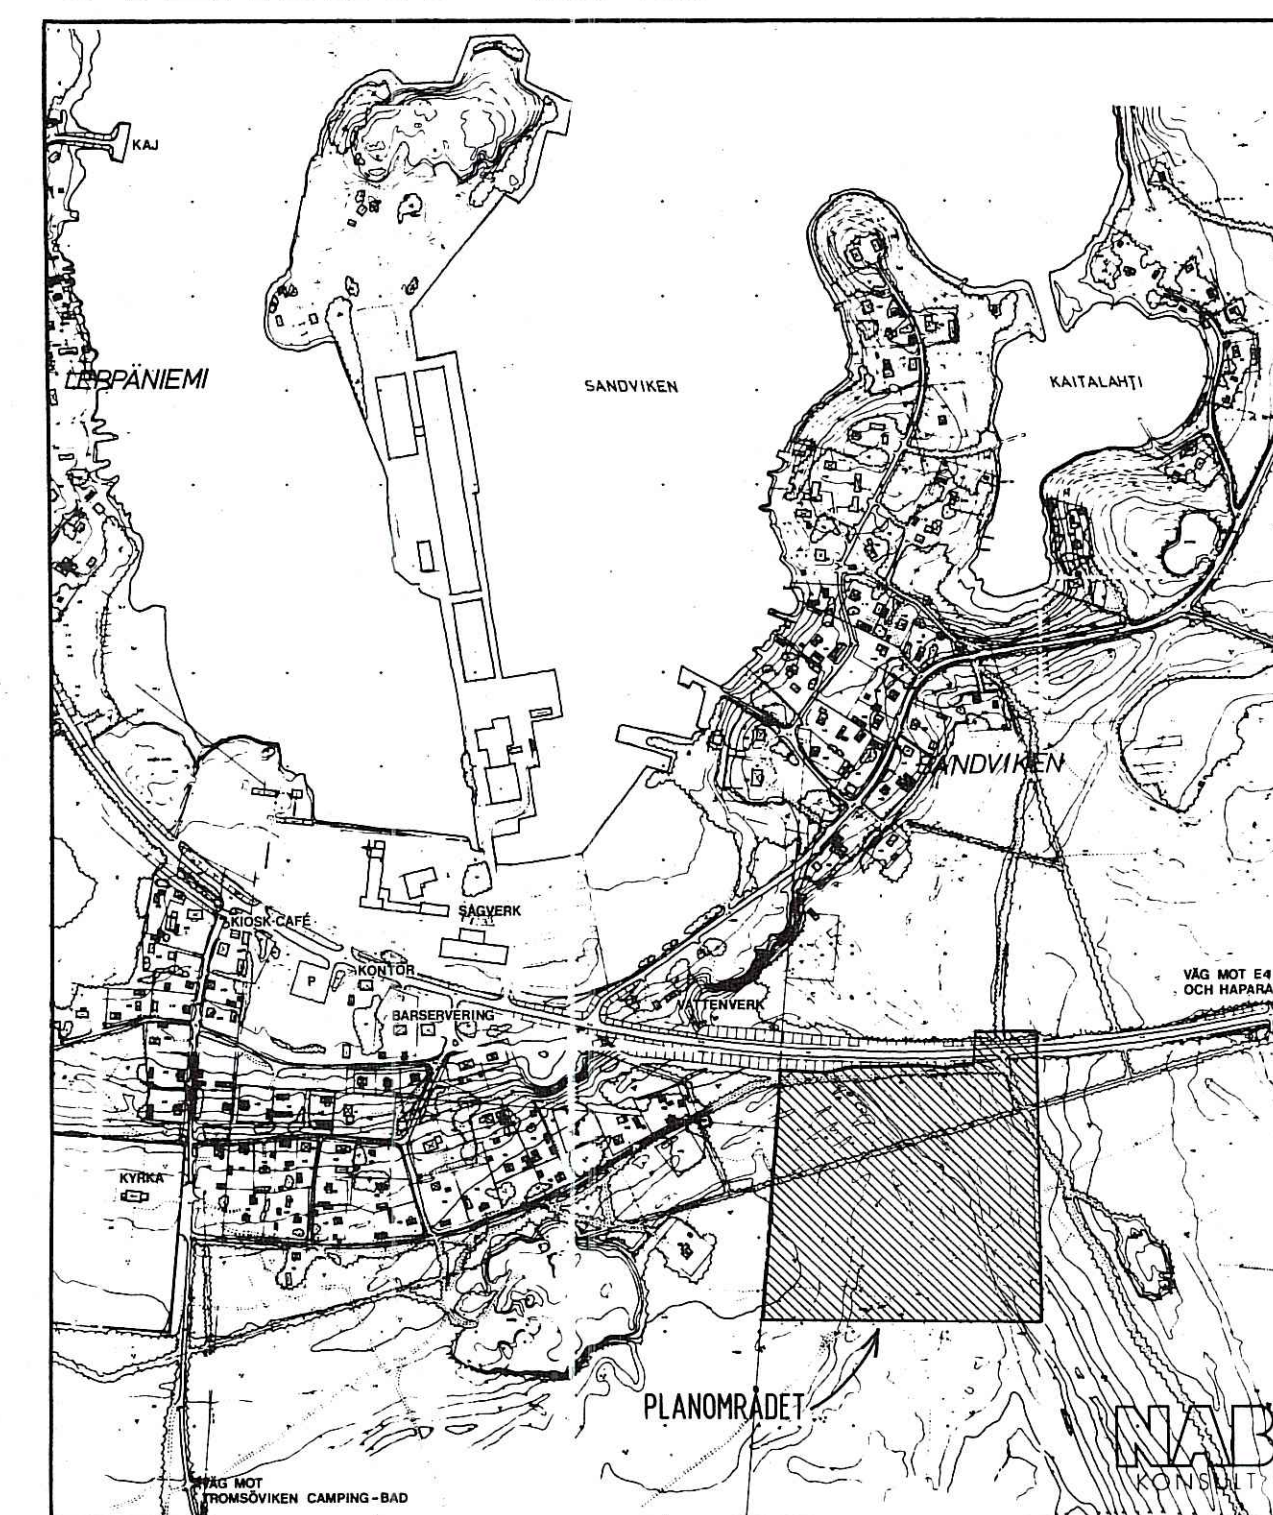 KAJ
LEPPÄNIEMI
SANDVIKEN
KAITALAHTI
SANDVIKEN
KIOSK-CAFÉ
SÅGVERK
P
KONTOR
BARSERVERING
VATTENVERK
VÄG MOT E4
OCH HAPARA
KYRKA
PLANOMRÅDET
VÄG MOT
TROMSÖVIKEN CAMPING-BAD
NAB
KONSULT